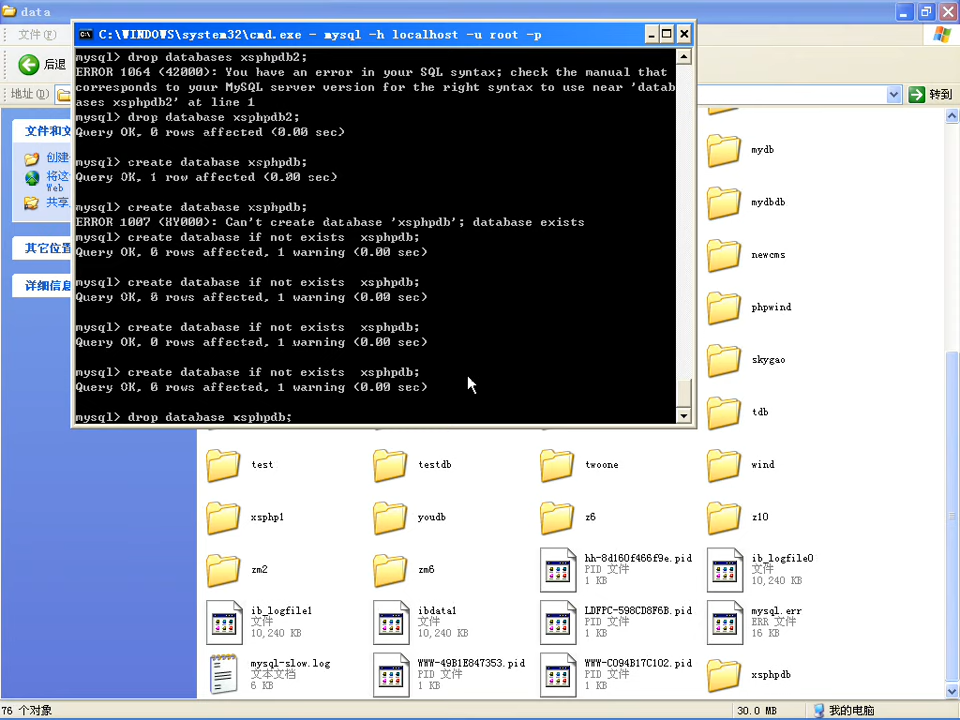 data
文件(F)
C:\WINDOWS\system32\cmd.exe - mysql -h localhost -u root -p
后退
地址(D)
转到
mysql> drop databases xsphpdb2;
ERROR 1064 (42000): You have an error in your SQL syntax; check the manual that
corresponds to your MySQL server version for the right syntax to use near 'datab
ases xsphpdb2' at line 1
mysql> drop database xsphpdb2;
Query OK, 0 rows affected (0.00 sec)
mysql> create database xsphpdb;
Query OK, 1 row affected (0.00 sec)
mysql> create database xsphpdb;
ERROR 1007 (HY000): Can't create database 'xsphpdb'; database exists
mysql> create database if not exists  xsphpdb;
Query OK, 0 rows affected, 1 warning (0.00 sec)
mysql> create database if not exists  xsphpdb;
Query OK, 0 rows affected, 1 warning (0.00 sec)
mysql> create database if not exists  xsphpdb;
Query OK, 0 rows affected, 1 warning (0.00 sec)
mysql> create database if not exists  xsphpdb;
Query OK, 0 rows affected, 1 warning (0.00 sec)
mysql> drop database xsphpdb;
文件和文
创建
将这
Web
共享
其它位置
详细信息
mydb
mydbdb
newcms
phpwind
skygao
tdb
test
testdb
twoone
wind
xsphp1
youdb
z6
z10
zm2
zm6
hh-8d160f466f9e.pid
PID 文件
1 KB
ib_logfile0
文件
10,240 KB
ib_logfile1
文件
10,240 KB
ibdata1
文件
10,240 KB
LDFPC-598CD8F6B.pid
PID 文件
1 KB
mysql.err
ERR 文件
16 KB
mysql-slow.log
文本文档
6 KB
WWW-49B1E847353.pid
PID 文件
1 KB
WWW-C094B17C102.pid
PID 文件
1 KB
xsphpdb
76 个对象
30.0 MB
我的电脑